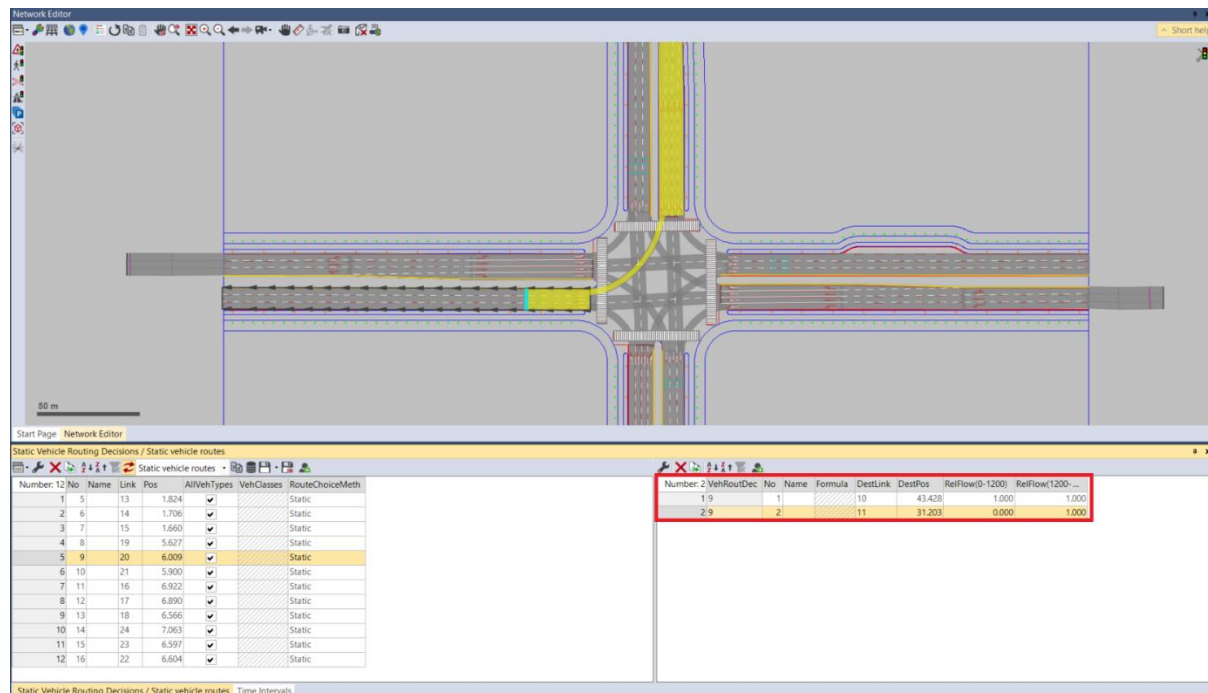 Network Editor
Short help
50 m
Start Page Network Editor
Static Vehicle Routing Decisions / Static vehicle routes
Static vehicle routes
Number: 12 No Name Link Pos AllVehTypes VehClasses RouteChoiceMeth
1 5 13 1.824 Static
2 6 14 1.706 Static
3 7 15 1.660 Static
4 8 19 5.627 Static
5 9 20 6.009 Static
6 10 21 5.900 Static
7 11 16 6.922 Static
8 12 17 6.890 Static
9 13 18 6.566 Static
10 14 24 7.063 Static
11 15 23 6.597 Static
12 16 22 6.604 Static
Number: 2 VehRoutDec No Name Formula DestLink DestPos RelFlow(0-1200) RelFlow(1200-...
1 9 1 10 43.428 1.000 1.000
2 9 2 11 31.203 0.000 1.000
Static Vehicle Routing Decisions / Static vehicle routes Time Intervals